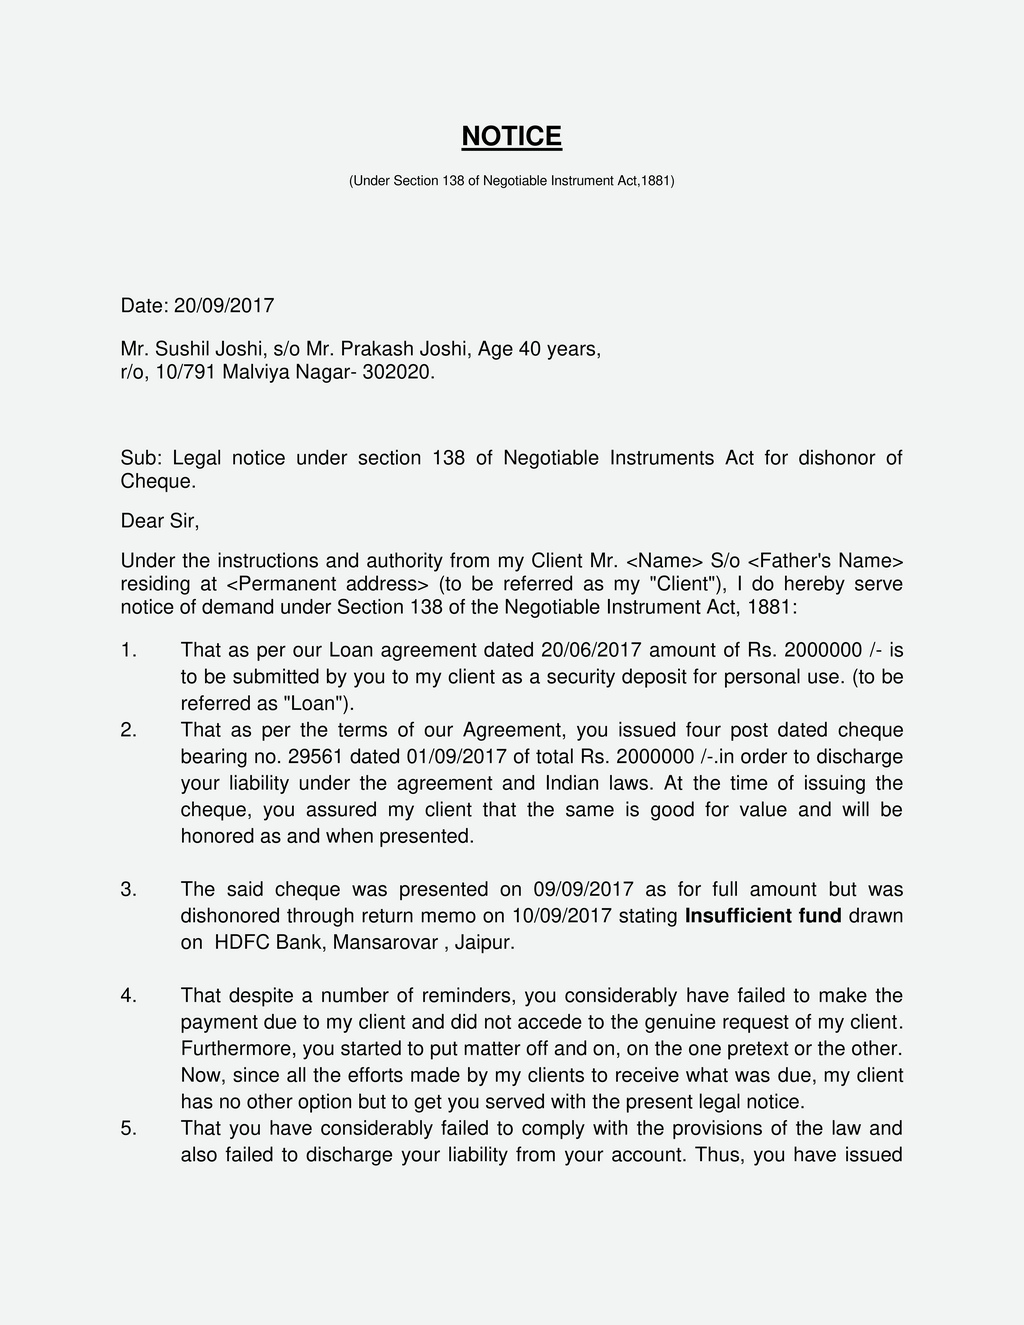 NOTICE
(Under Section 138 of Negotiable Instrument Act,1881)
Date: 20/09/2017
Mr. Sushil Joshi, s/o Mr. Prakash Joshi, Age 40 years,
r/o, 10/791 Malviya Nagar- 302020.
Sub: Legal notice under section 138 of Negotiable Instruments Act for dishonor of
Cheque.
Dear Sir,
Under the instructions and authority from my Client Mr. <Name> S/o <Father's Name>
residing at <Permanent address> (to be referred as my "Client"), I do hereby serve
notice of demand under Section 138 of the Negotiable Instrument Act, 1881:
1. That as per our Loan agreement dated 20/06/2017 amount of Rs. 2000000 /- is
to be submitted by you to my client as a security deposit for personal use. (to be
referred as "Loan").
2. That as per the terms of our Agreement, you issued four post dated cheque
bearing no. 29561 dated 01/09/2017 of total Rs. 2000000 /-.in order to discharge
your liability under the agreement and Indian laws. At the time of issuing the
cheque, you assured my client that the same is good for value and will be
honored as and when presented.
3. The said cheque was presented on 09/09/2017 as for full amount but was
dishonored through return memo on 10/09/2017 stating Insufficient fund drawn
on HDFC Bank, Mansarovar , Jaipur.
4. That despite a number of reminders, you considerably have failed to make the
payment due to my client and did not accede to the genuine request of my client.
Furthermore, you started to put matter off and on, on the one pretext or the other.
Now, since all the efforts made by my clients to receive what was due, my client
has no other option but to get you served with the present legal notice.
5. That you have considerably failed to comply with the provisions of the law and
also failed to discharge your liability from your account. Thus, you have issued